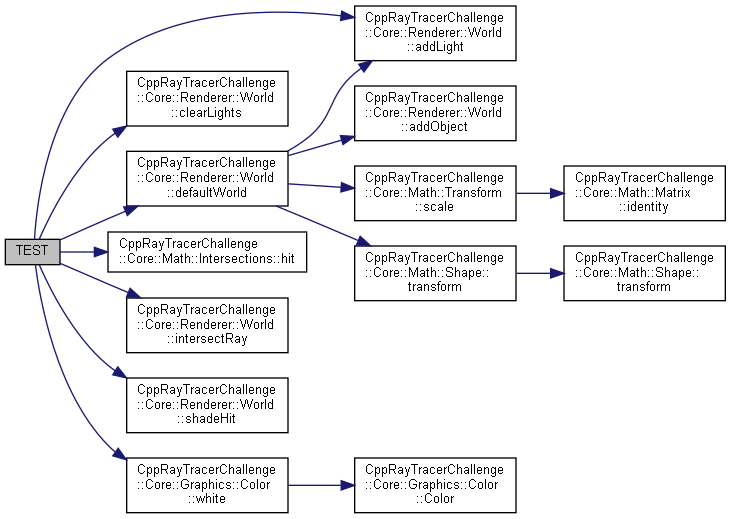 TEST
CppRayTracerChallenge
::Core::Renderer::World
::addLight
CppRayTracerChallenge
::Core::Renderer::World
::clearLights
CppRayTracerChallenge
::Core::Renderer::World
::defaultWorld
CppRayTracerChallenge
::Core::Math::Intersections::hit
CppRayTracerChallenge
::Core::Renderer::World
::intersectRay
CppRayTracerChallenge
::Core::Renderer::World
::shadeHit
CppRayTracerChallenge
::Core::Graphics::Color
::white
CppRayTracerChallenge
::Core::Renderer::World
::addObject
CppRayTracerChallenge
::Core::Math::Transform
::scale
CppRayTracerChallenge
::Core::Math::Shape::
transform
CppRayTracerChallenge
::Core::Graphics::Color
::Color
CppRayTracerChallenge
::Core::Math::Matrix
::identity
CppRayTracerChallenge
::Core::Math::Shape::
transform